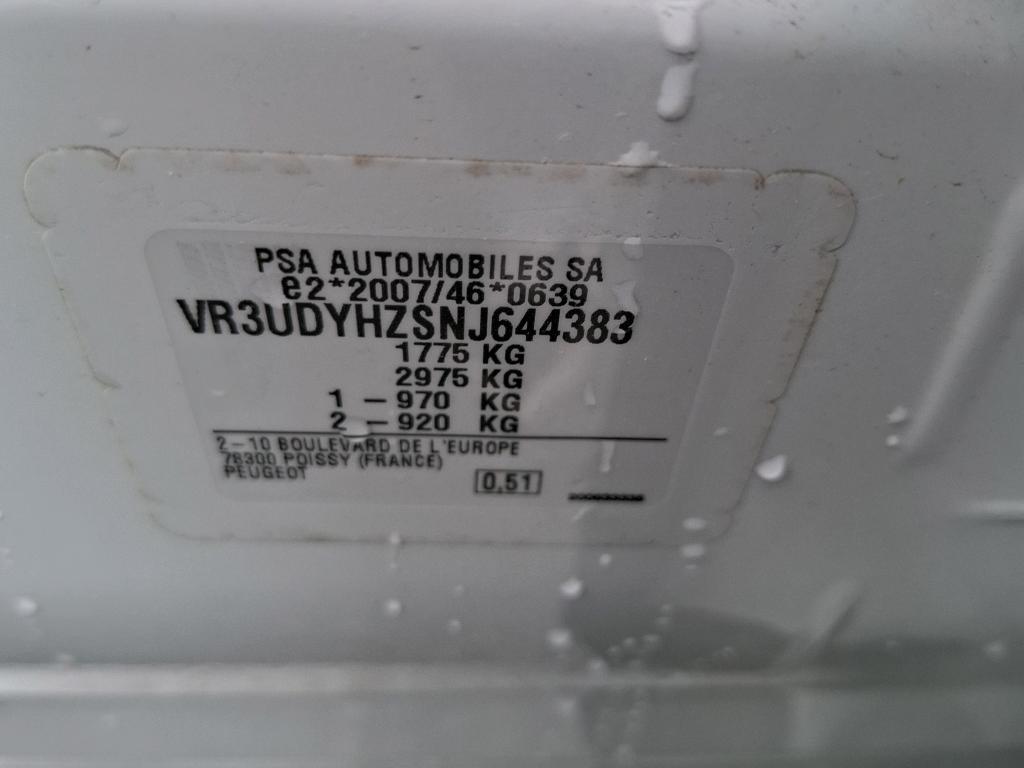 PSA AUTOMOBILES SA
e2*2007/46*0639
VR3UDYHZSNJ644383
1775 KG
2975 KG
1 – 970 KG
2 – 920 KG
2–10 BOULEVARD DE L'EUROPE
78300 POISSY (FRANCE)
PEUGEOT
0,51